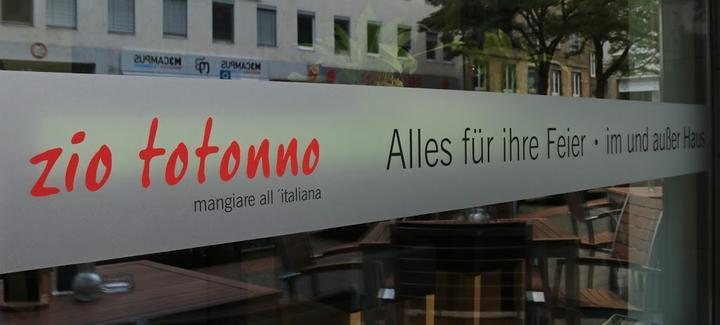 zio totonno
mangiare all ´italiana
Alles für ihre Feier · im und außer Haus